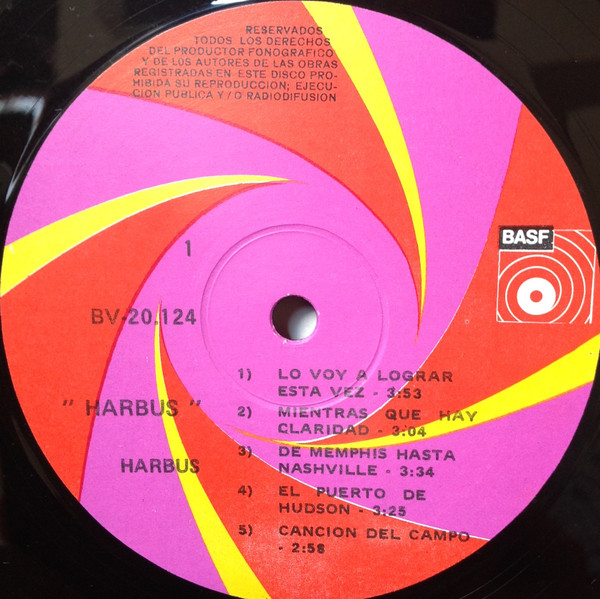 RESERVADOS
TODOS LOS DERECHOS
DEL PRODUCTOR FONOGRAFICO
Y DE LOS AUTORES DE LAS OBRAS
REGISTRADAS EN ESTE DISCO PRO-
HIBIDA SU REPRODUCCION; EJECU-
CION PUBLICA Y/O RADIODIFUSION
BASF
1
BV-20.124
" HARBUS "
HARBUS
1) LO VOY A LOGRAR
ESTA VEZ - 3:53
2) MIENTRAS QUE HAY
CLARIDAD - 3:04
3) DE MEMPHIS HASTA
NASHVILLE - 3:34
4) EL PUERTO DE
HUDSON - 3:25
5) CANCION DEL CAMPO
- 2:58